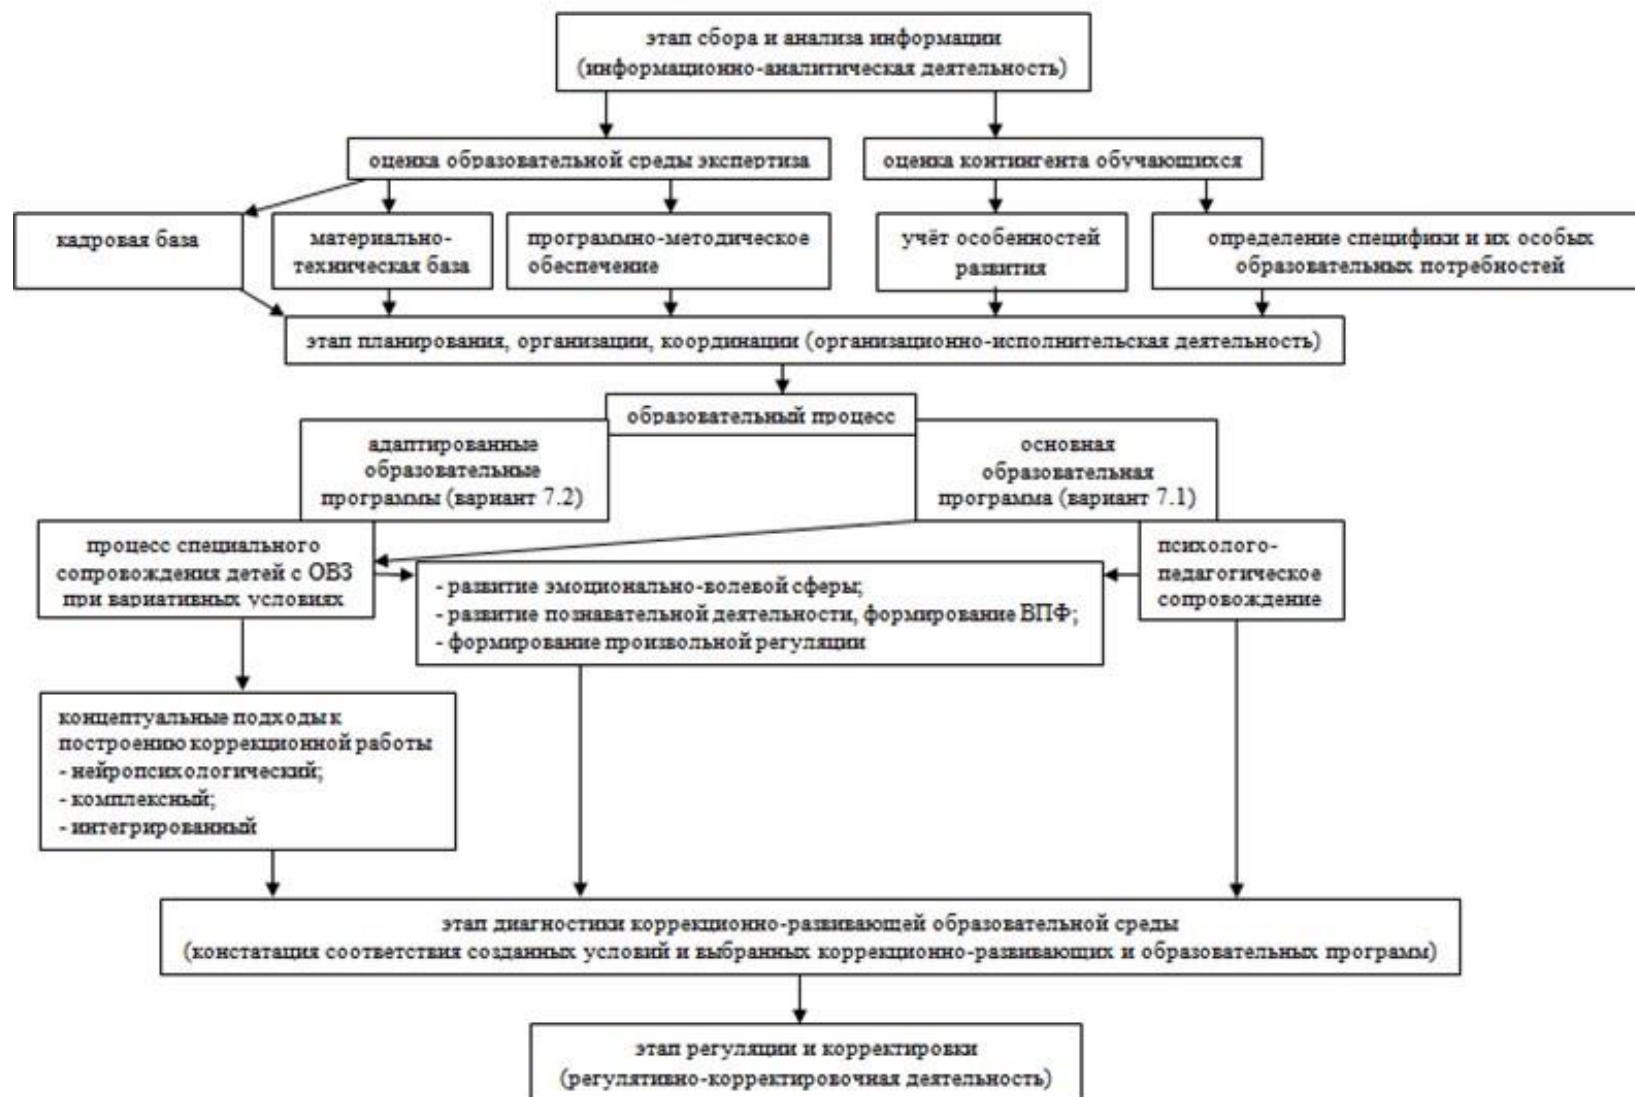 этап сбора и анализа информации
(информационно-аналитическая деятельность)
оценка образовательной среды экспертиза
оценка контингента обучающихся
кадровая база
материально-
техническая база
программно-методическое
обеспечение
учёт особенностей
развития
определение специфики и их особых
образовательных потребностей
этап планирования, организации, координации (организационно-исполнительская деятельность)
образовательный процесс
адаптированные
образовательные
программы (вариант 7.2)
основная
образовательная
программа (вариант 7.1)
процесс специального
сопровождения детей с ОВЗ
при вариативных условиях
- развитие эмоционально-волевой сферы;
- развитие познавательной деятельности, формирование ВПФ;
- формирование произвольной регуляции
психолого-
педагогическое
сопровождение
концептуальные подходы к
построению коррекционной работы
- нейропсихологический;
- комплексный;
- интегрированный
этап диагностики коррекционно-развивающей образовательной среды
(констатация соответствия созданных условий и выбранных коррекционно-развивающих и образовательных программ)
этап регуляции и корректировки
(регулятивно-корректировочная деятельность)